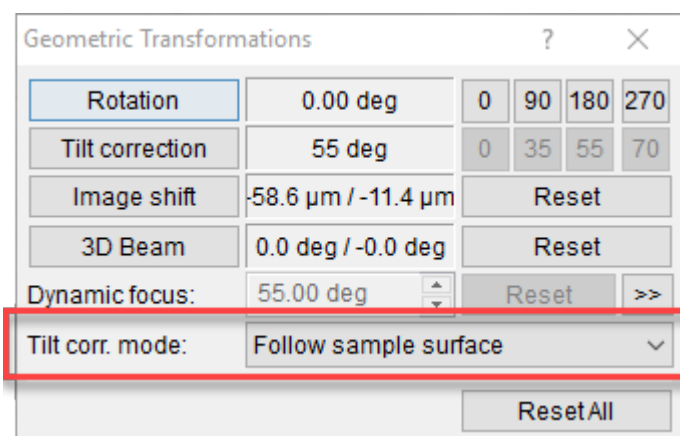 Geometric Transformations ?
Rotation 0.00 deg 0 90 180 270
Tilt correction 55 deg 0 35 55 70
Image shift -58.6 µm / -11.4 µm Reset
3D Beam 0.0 deg / -0.0 deg Reset
Dynamic focus: 55.00 deg Reset >>
Tilt corr. mode: Follow sample surface
Reset All